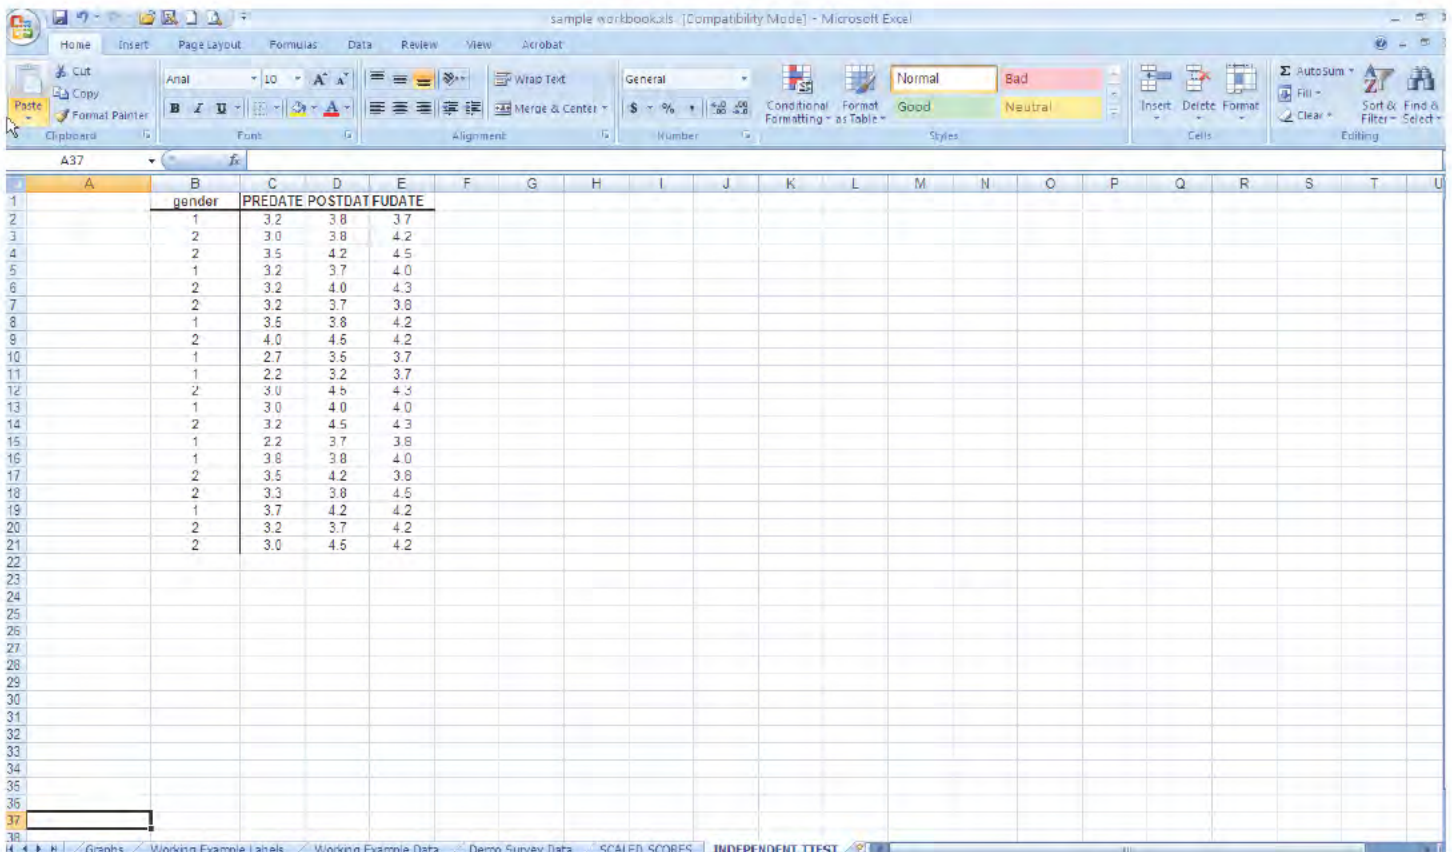 sample workbook.xls [Compatibility Mode] - Microsoft Excel
Home Insert Page Layout Formulas Data Review View Acrobat
Paste Cut Copy Format Painter
Arial 10 A A
B I U A
Wrap Text
Merge & Center
General
$ % ,
Conditional Formatting Format as Table
Normal Bad
Good Neutral
Insert Delete Format
Σ AutoSum
Fill
Clear
Sort & Filter Find & Select
Clipboard Font Alignment Number Styles Cells Editing
A37 fx
A B C D E F G H I J K L M N O P Q R S T U
1 gender PREDATE POSTDAT FUDATE
2 1 3.2 3.8 3.7
3 2 3.0 3.8 4.2
4 2 3.5 4.2 4.5
5 1 3.2 3.7 4.0
6 2 3.2 4.0 4.3
7 2 3.2 3.7 3.8
8 1 3.5 3.8 4.2
9 2 4.0 4.5 4.2
10 1 2.7 3.5 3.7
11 1 2.2 3.2 3.7
12 2 3.0 4.5 4.3
13 1 3.0 4.0 4.0
14 2 3.2 4.5 4.3
15 1 2.2 3.7 3.8
16 1 3.8 3.8 4.0
17 2 3.5 4.2 3.8
18 2 3.3 3.8 4.5
19 1 3.7 4.2 4.2
20 2 3.2 3.7 4.2
21 2 3.0 4.5 4.2
22
23
24
25
26
27
28
29
30
31
32
33
34
35
36
37
38
Graphs Working Example Labels Working Example Data Demo Survey Data SCALED SCORES INDEPENDENT TTEST